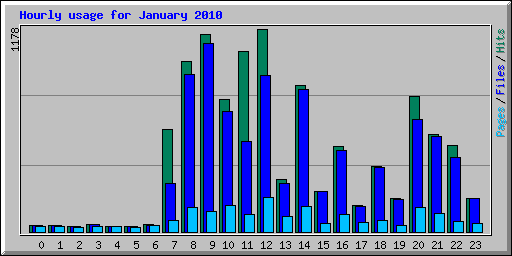 Hourly usage for January 2010
1178
Pages / Files / Hits
0 1 2 3 4 5 6 7 8 9 10 11 12 13 14 15 16 17 18 19 20 21 22 23